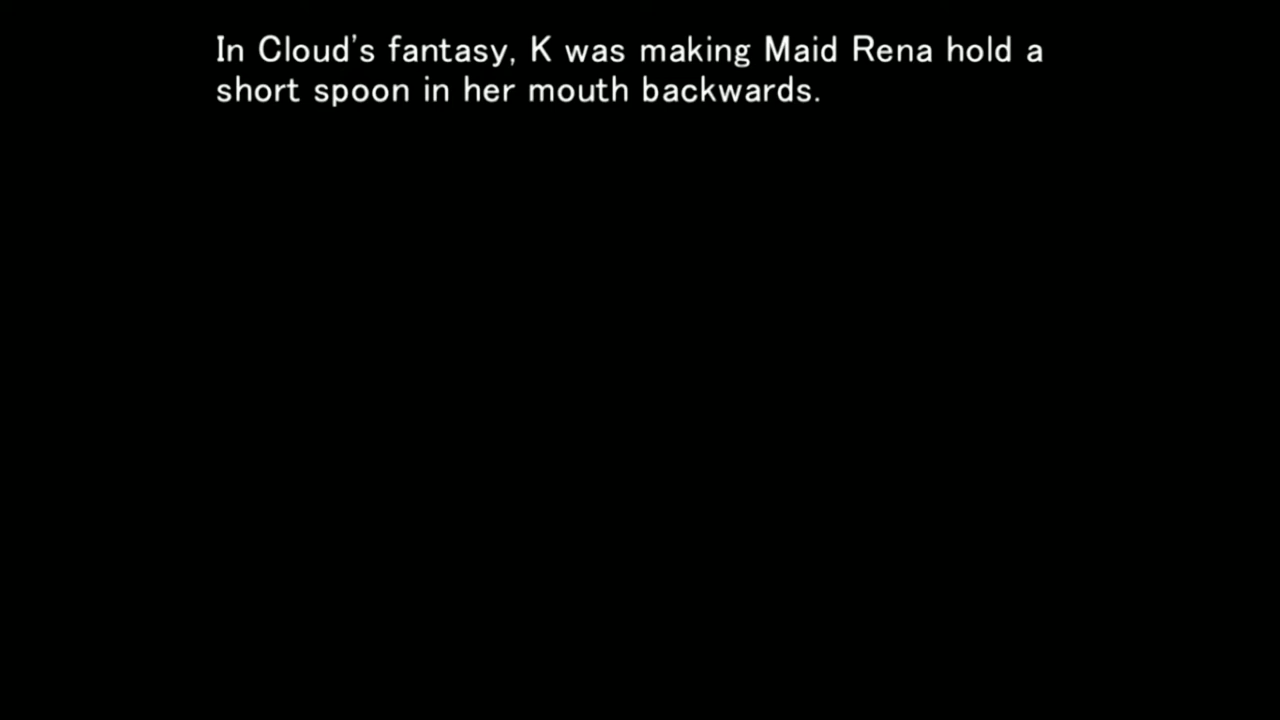 In Cloud's fantasy, K was making Maid Rena hold a
short spoon in her mouth backwards.